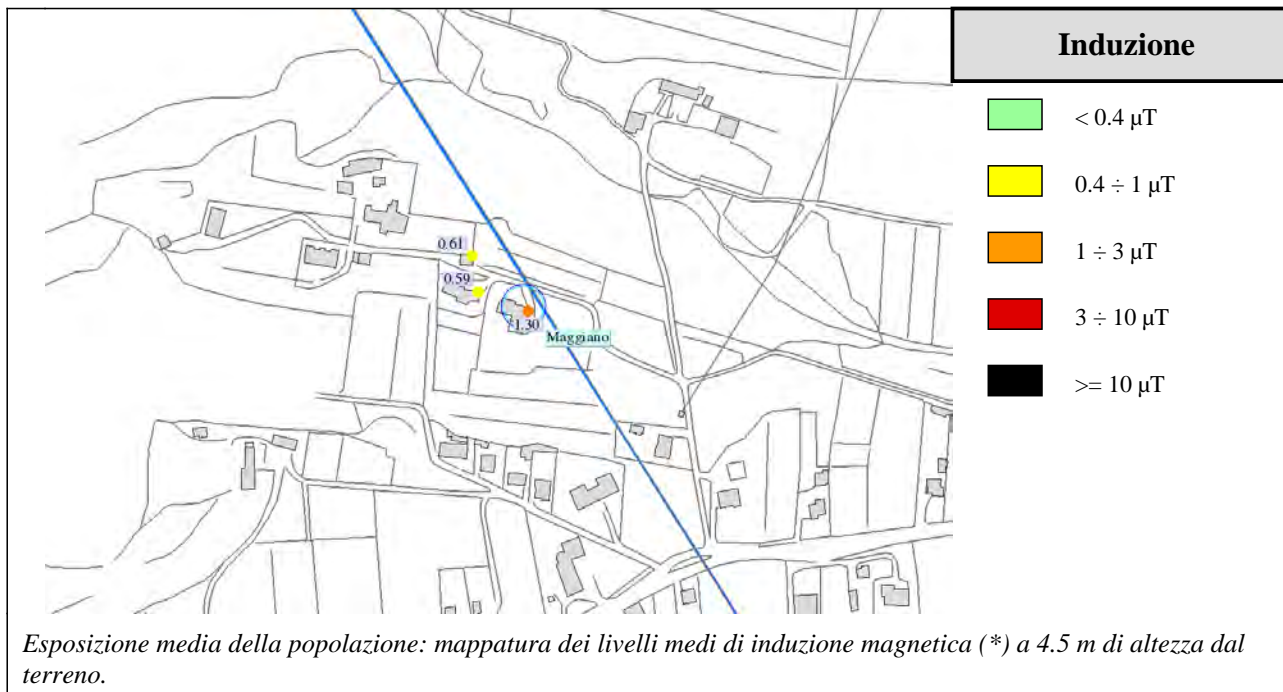 Induzione
< 0.4 µT
0.4 ÷ 1 µT
1 ÷ 3 µT
3 ÷ 10 µT
>= 10 µT
0.61
0.59
1.30
Maggiano
Esposizione media della popolazione: mappatura dei livelli medi di induzione magnetica (*) a 4.5 m di altezza dal
terreno.